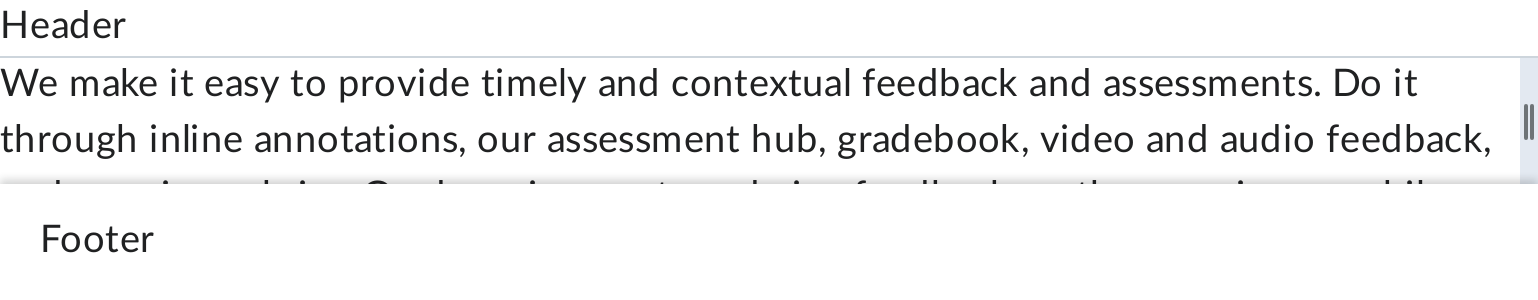 Header
We make it easy to provide timely and contextual feedback and assessments. Do it
through inline annotations, our assessment hub, gradebook, video and audio feedback,
Footer